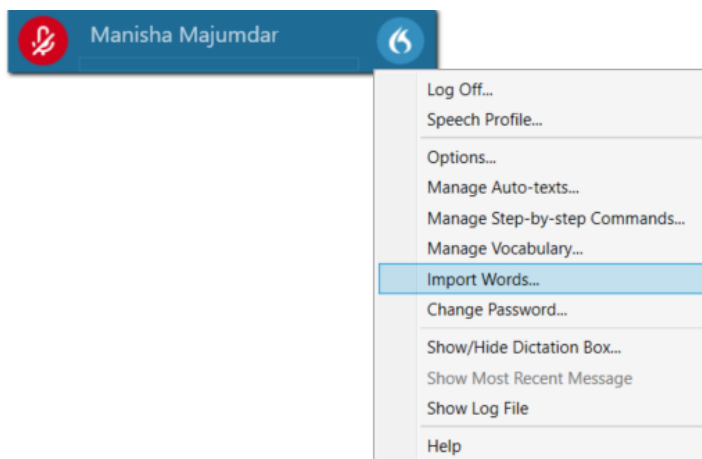 Manisha Majumdar
Log Off...
Speech Profile...
Options...
Manage Auto-texts...
Manage Step-by-step Commands...
Manage Vocabulary...
Import Words...
Change Password...
Show/Hide Dictation Box...
Show Most Recent Message
Show Log File
Help